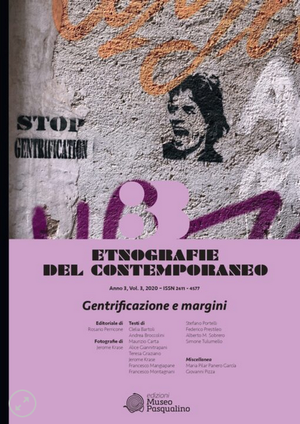 STOP
GENTRIFICATION
3
ETNOGRAFIE
DEL CONTEMPORANEO
Anno 3, Vol. 3, 2020 • ISSN 2611 - 4577
Gentrificazione e margini
Editoriale di
Rosario Perricone
Fotografie di
Jerome Krase
Testi di
Clelia Bartoli
Andrea Broccolini
Maurizio Carta
Alice Giannitrapani
Teresa Graziano
Jerome Krase
Francesco Mangiapane
Francesco Montagnani
Stefano Portelli
Federico Prestileo
Alberto M. Sobrero
Simone Tulumello
Miscellanea
Maria Pilar Panero García
Giovanni Pizza
edizioni
Museo
Pasqualino